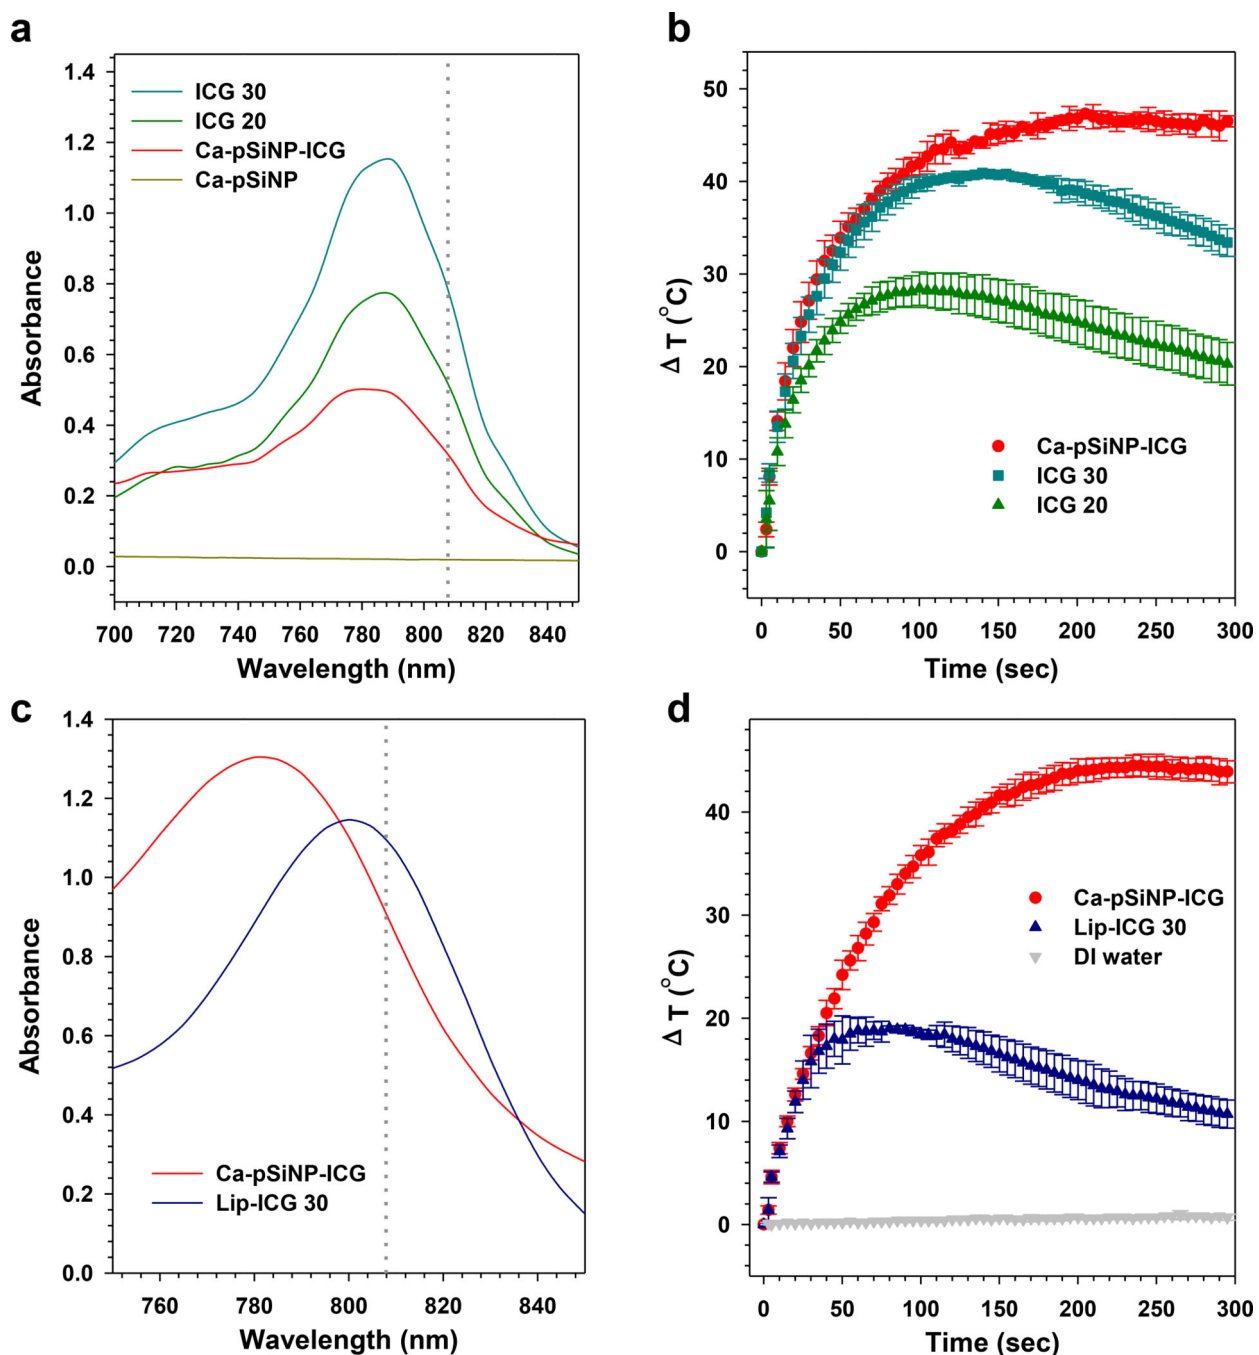 a
1.4
1.2
1.0
0.8
0.6
0.4
0.2
0.0
Absorbance
ICG 30
ICG 20
Ca-pSiNP-ICG
Ca-pSiNP
700 720 740 760 780 800 820 840
Wavelength (nm)
b
50
40
30
20
10
0
Δ T (°C)
Ca-pSiNP-ICG
ICG 30
ICG 20
0 50 100 150 200 250 300
Time (sec)
c
1.4
1.2
1.0
0.8
0.6
0.4
0.2
0.0
Absorbance
Ca-pSiNP-ICG
Lip-ICG 30
760 780 800 820 840
Wavelength (nm)
d
40
30
20
10
0
Δ T (°C)
Ca-pSiNP-ICG
Lip-ICG 30
DI water
0 50 100 150 200 250 300
Time (sec)